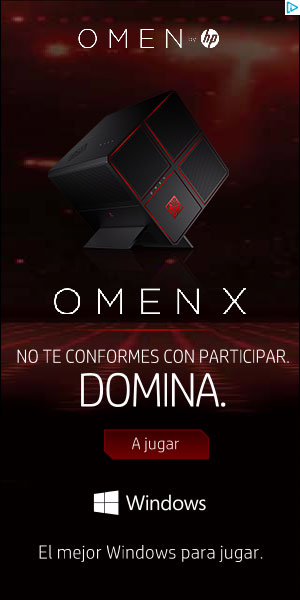 OMEN BY hp
OMEN X
NO TE CONFORMES CON PARTICIPAR.
DOMINA.
A jugar
Windows
El mejor Windows para jugar.